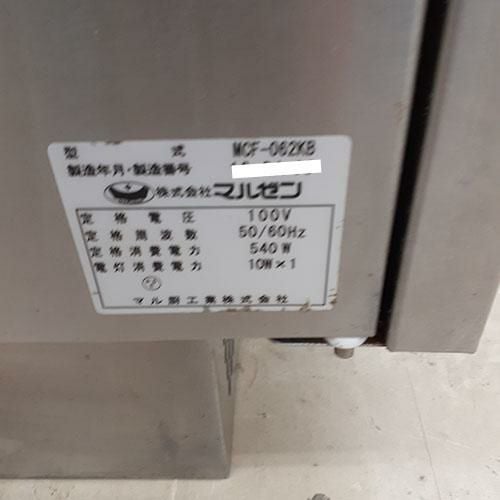 型式 MCF-062KB
製造年月・製造番号
株式会社マルゼン
定格電圧 100V
定格周波数 50/60Hz
定格消費電力 540W
電灯消費電力 10W×1
マル厨工業株式会社